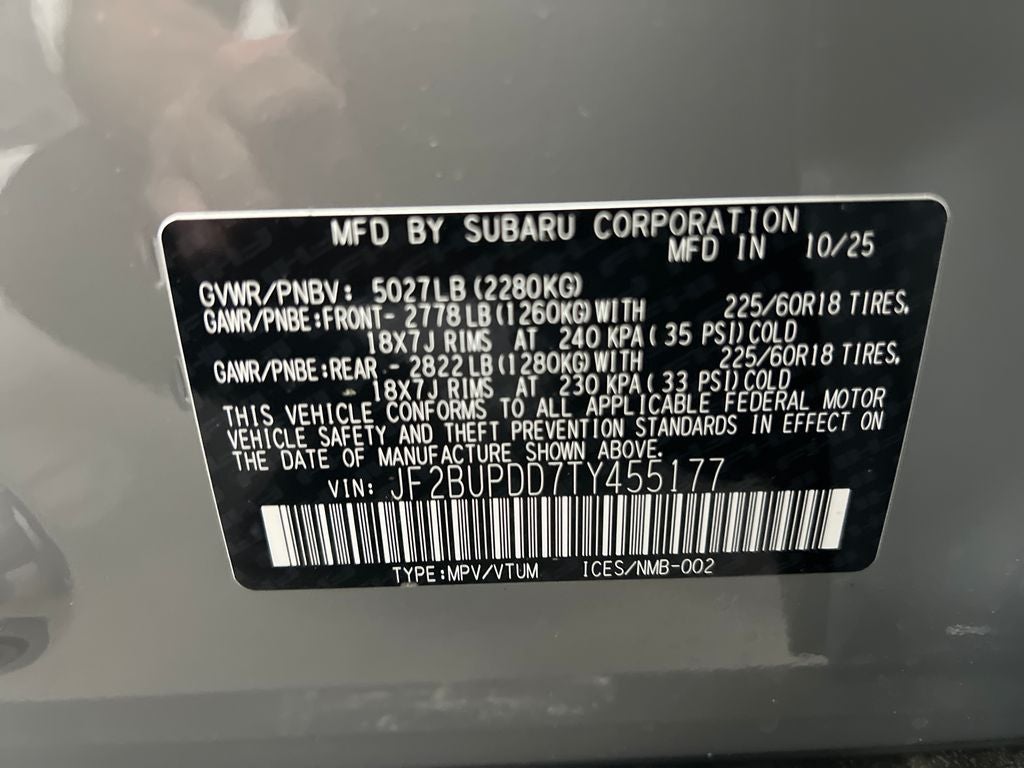 MFD BY SUBARU CORPORATION
MFD IN 10/25
GVWR/PNBV: 5027LB(2280KG)
GAWR/PNBE:FRONT- 2778LB(1260KG)WITH 225/60R18 TIRES,
18X7J RIMS AT 240 KPA(35 PSI)COLD
GAWR/PNBE:REAR - 2822LB(1280KG)WITH 225/60R18 TIRES,
18X7J RIMS AT 230 KPA(33 PSI)COLD
THIS VEHICLE CONFORMS TO ALL APPLICABLE FEDERAL MOTOR
VEHICLE SAFETY AND THEFT PREVENTION STANDARDS IN EFFECT ON
THE DATE OF MANUFACTURE SHOWN ABOVE.
VIN: JF2BUPDD7TY455177
TYPE:MPV/VTUM ICES/NMB-002